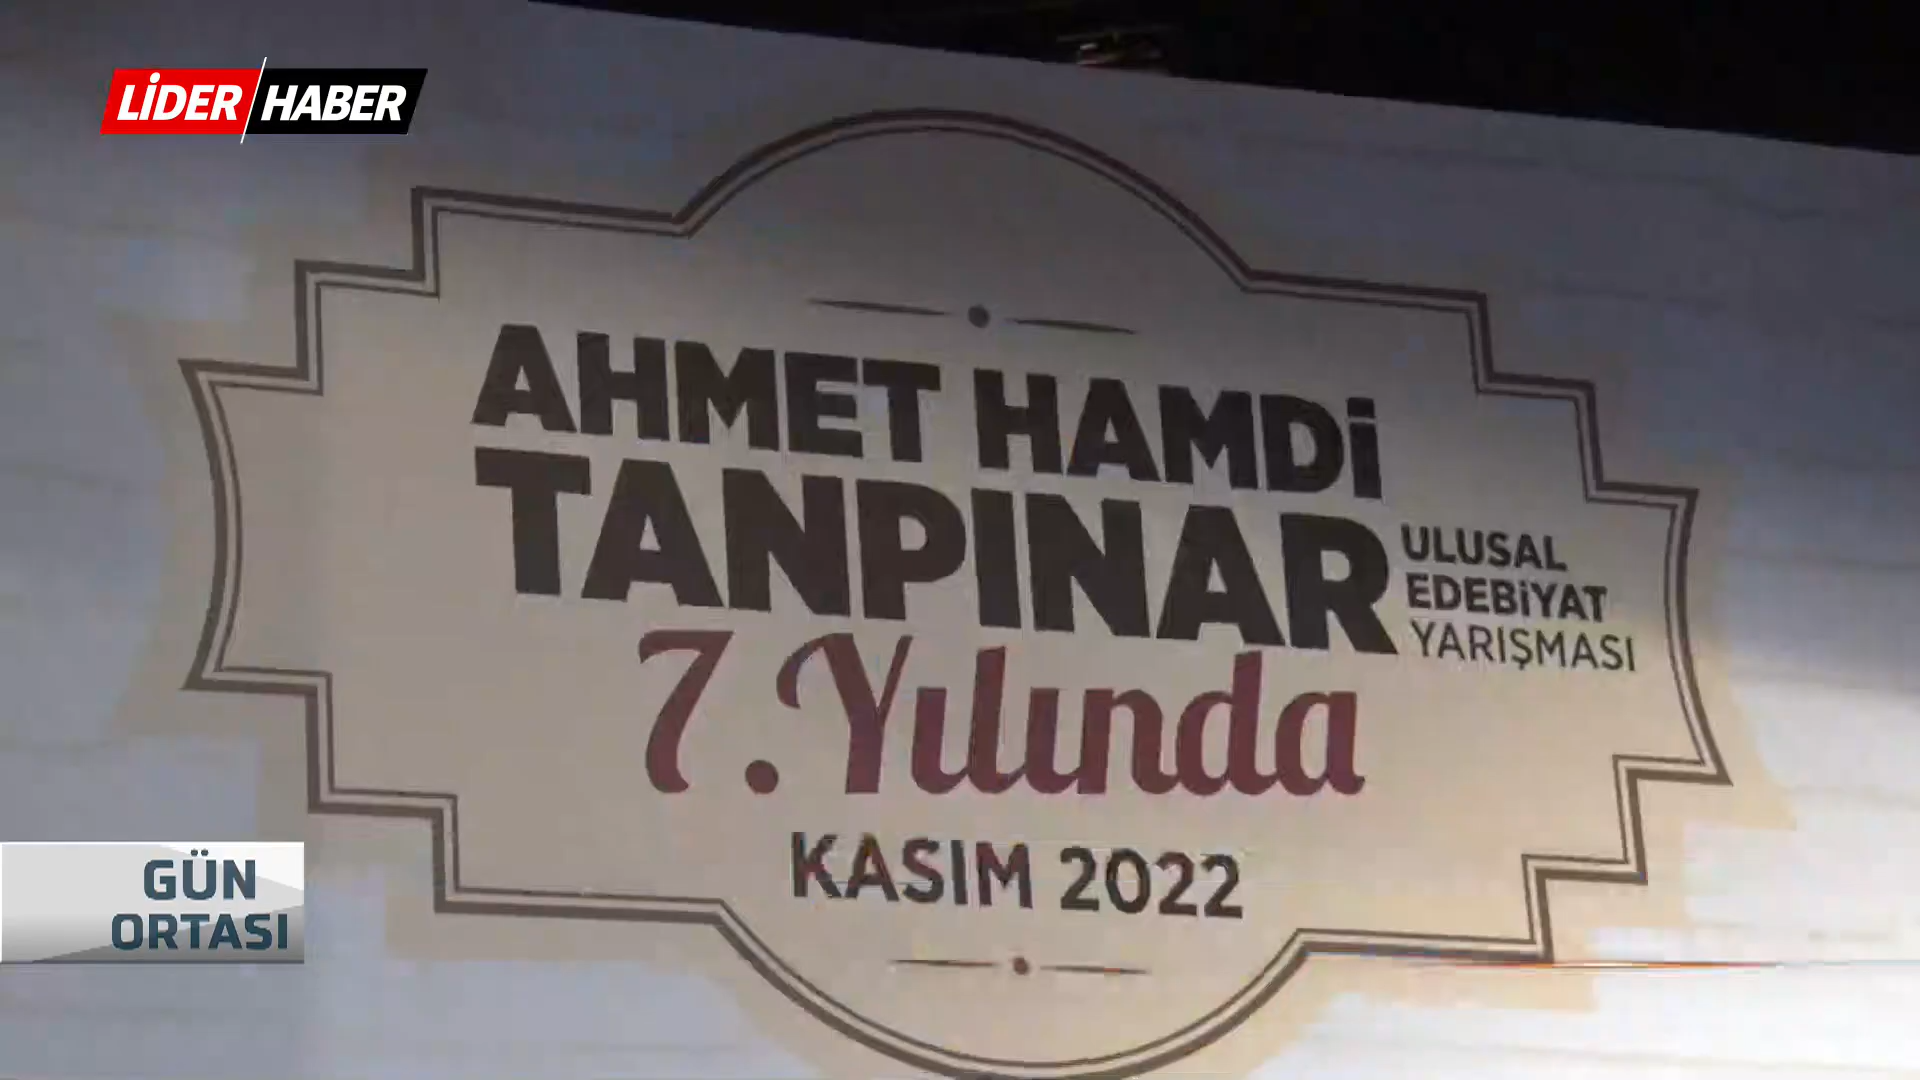 LİDER HABER
AHMET HAMDİ
TANPINAR
ULUSAL
EDEBİYAT
YARIŞMASI
7.Yılında
KASIM 2022
GÜN
ORTASI